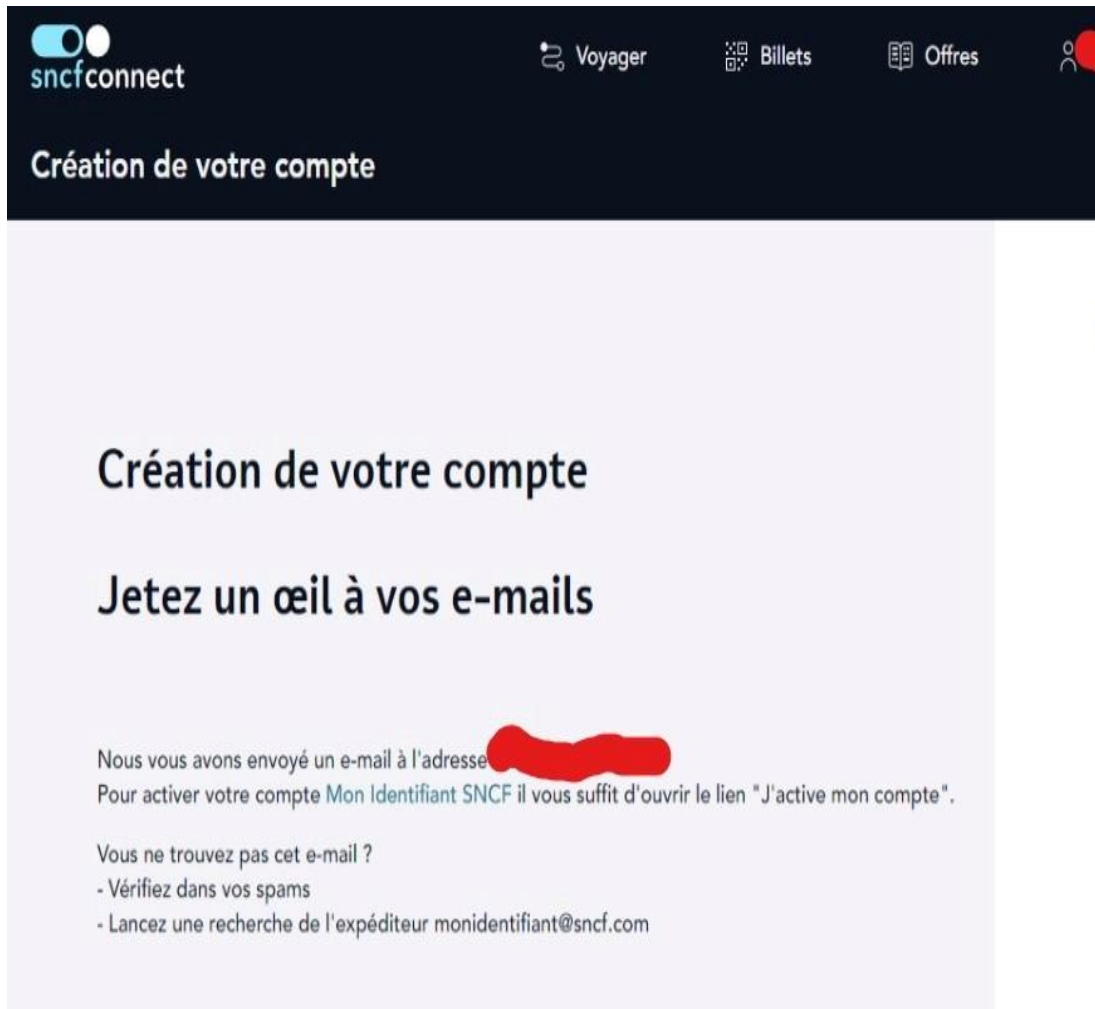 sncfconnect
Voyager
Billets
Offres
Création de votre compte
Création de votre compte
Jetez un œil à vos e-mails
Nous vous avons envoyé un e-mail à l'adresse
Pour activer votre compte Mon Identifiant SNCF il vous suffit d'ouvrir le lien "J'active mon compte".
Vous ne trouvez pas cet e-mail ?
- Vérifiez dans vos spams
- Lancez une recherche de l'expéditeur monidentifiant@sncf.com